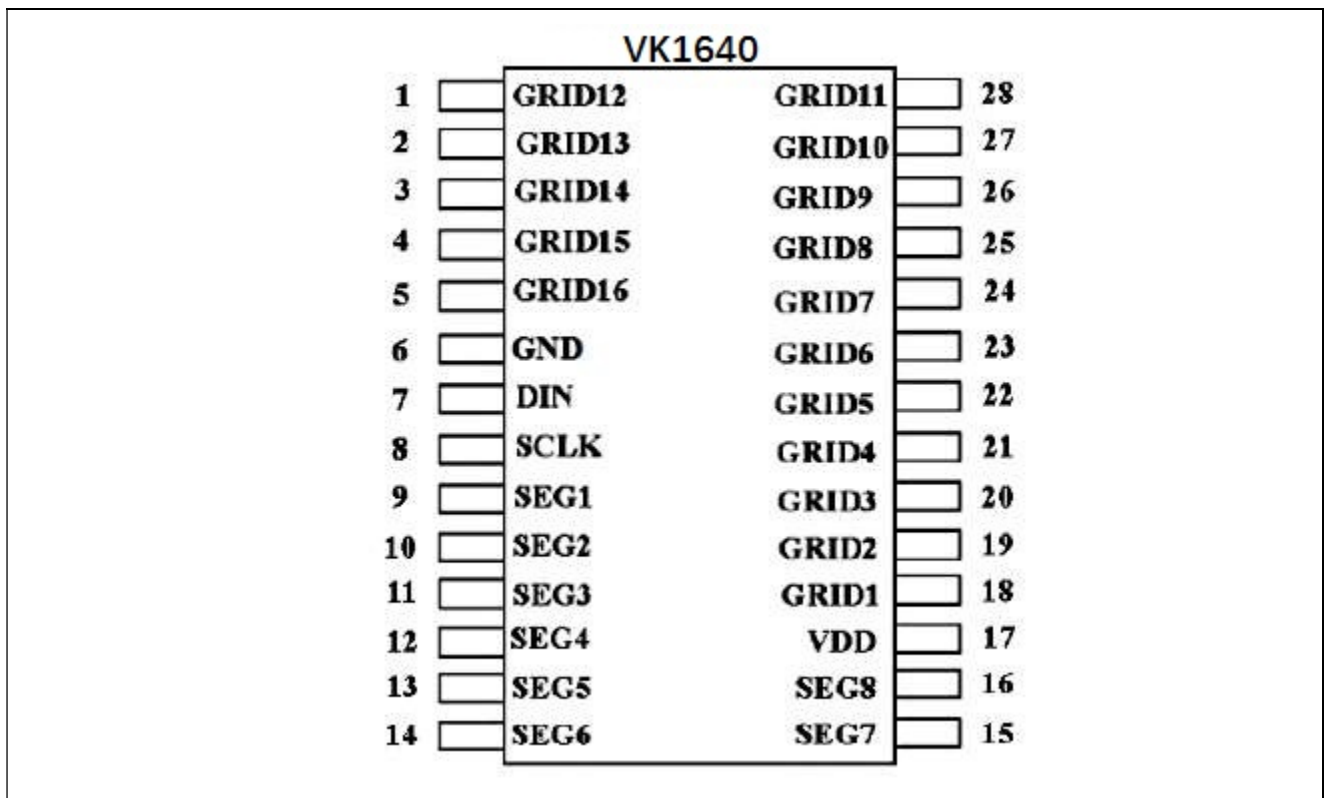 VK1640
1 GRID12 GRID11 28
2 GRID13 GRID10 27
3 GRID14 GRID9 26
4 GRID15 GRID8 25
5 GRID16 GRID7 24
6 GND GRID6 23
7 DIN GRID5 22
8 SCLK GRID4 21
9 SEG1 GRID3 20
10 SEG2 GRID2 19
11 SEG3 GRID1 18
12 SEG4 VDD 17
13 SEG5 SEG8 16
14 SEG6 SEG7 15